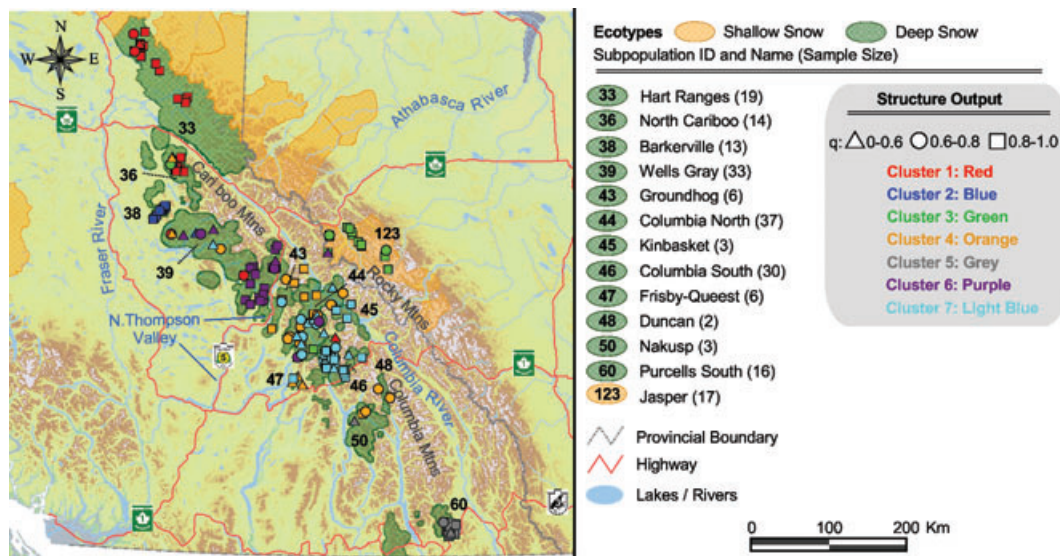 N
W E
S
33
36
38
39
43
44
45
46
47
48
50
60
123
Athabasca River
Fraser River
Cariboo Mtns
Rocky Mtns
N.Thompson
Valley
Columbia River
Columbia Mtns
1
1
5
Ecotypes Shallow Snow Deep Snow
Subpopulation ID and Name (Sample Size)
33 Hart Ranges (19)
36 North Cariboo (14)
38 Barkerville (13)
39 Wells Gray (33)
43 Groundhog (6)
44 Columbia North (37)
45 Kinbasket (3)
46 Columbia South (30)
47 Frisby-Queest (6)
48 Duncan (2)
50 Nakusp (3)
60 Purcells South (16)
123 Jasper (17)
Provincial Boundary
Highway
Lakes / Rivers
Structure Output
q: 0-0.6 0.6-0.8 0.8-1.0
Cluster 1: Red
Cluster 2: Blue
Cluster 3: Green
Cluster 4: Orange
Cluster 5: Grey
Cluster 6: Purple
Cluster 7: Light Blue
0 100 200 Km